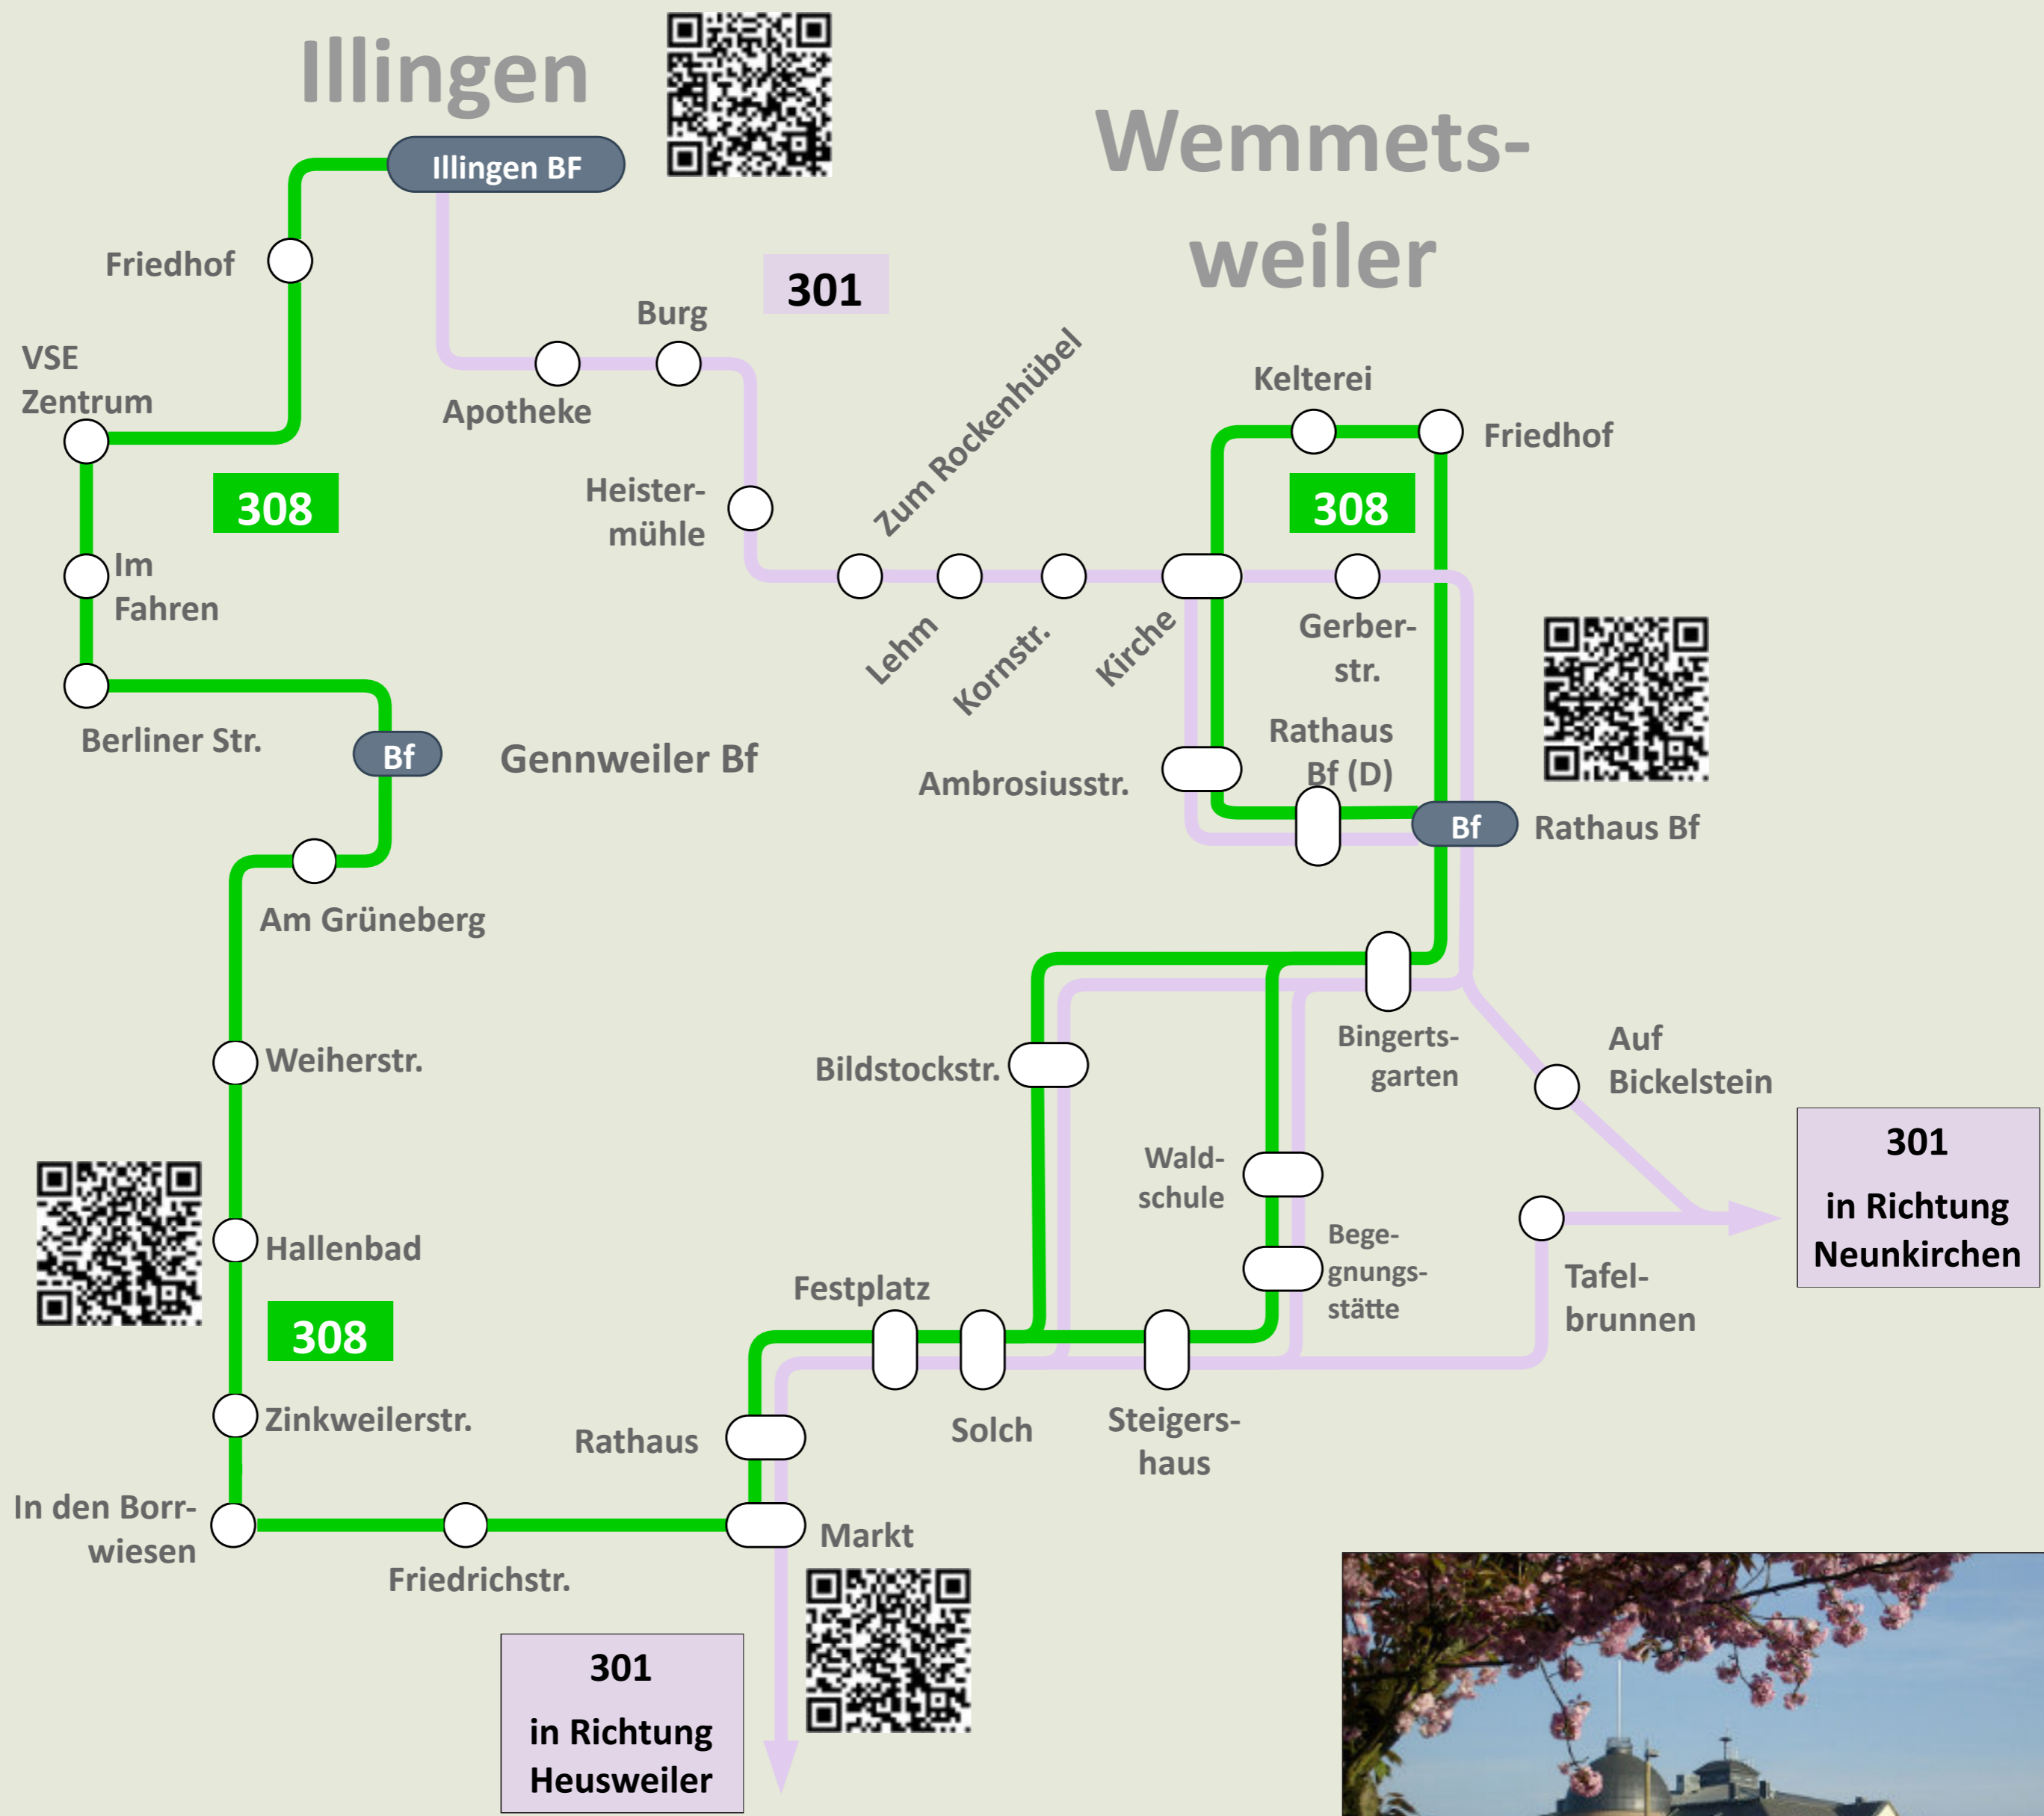 Illingen
Wemmets-
weiler
Illingen BF
Friedhof
301
Burg
VSE
Zentrum
Apotheke
Zum Rockenhübel
Kelterei
Friedhof
308
Heister-
mühle
308
Im
Fahren
Lehm
Kornstr.
Kirche
Gerber-
str.
Berliner Str.
Bf
Gennweiler Bf
Ambrosiusstr.
Rathaus
Bf (D)
Bf
Rathaus Bf
Am Grüneberg
Weiherstr.
Bildstockstr.
Bingerts-
garten
Auf
Bickelstein
301
in Richtung
Neunkirchen
Wald-
schule
Bege-
gnungs-
stätte
Hallenbad
Festplatz
Tafel-
brunnen
308
Zinkweilerstr.
Rathaus
Solch
Steigers-
haus
In den Borr-
wiesen
Friedrichstr.
Markt
301
in Richtung
Heusweiler